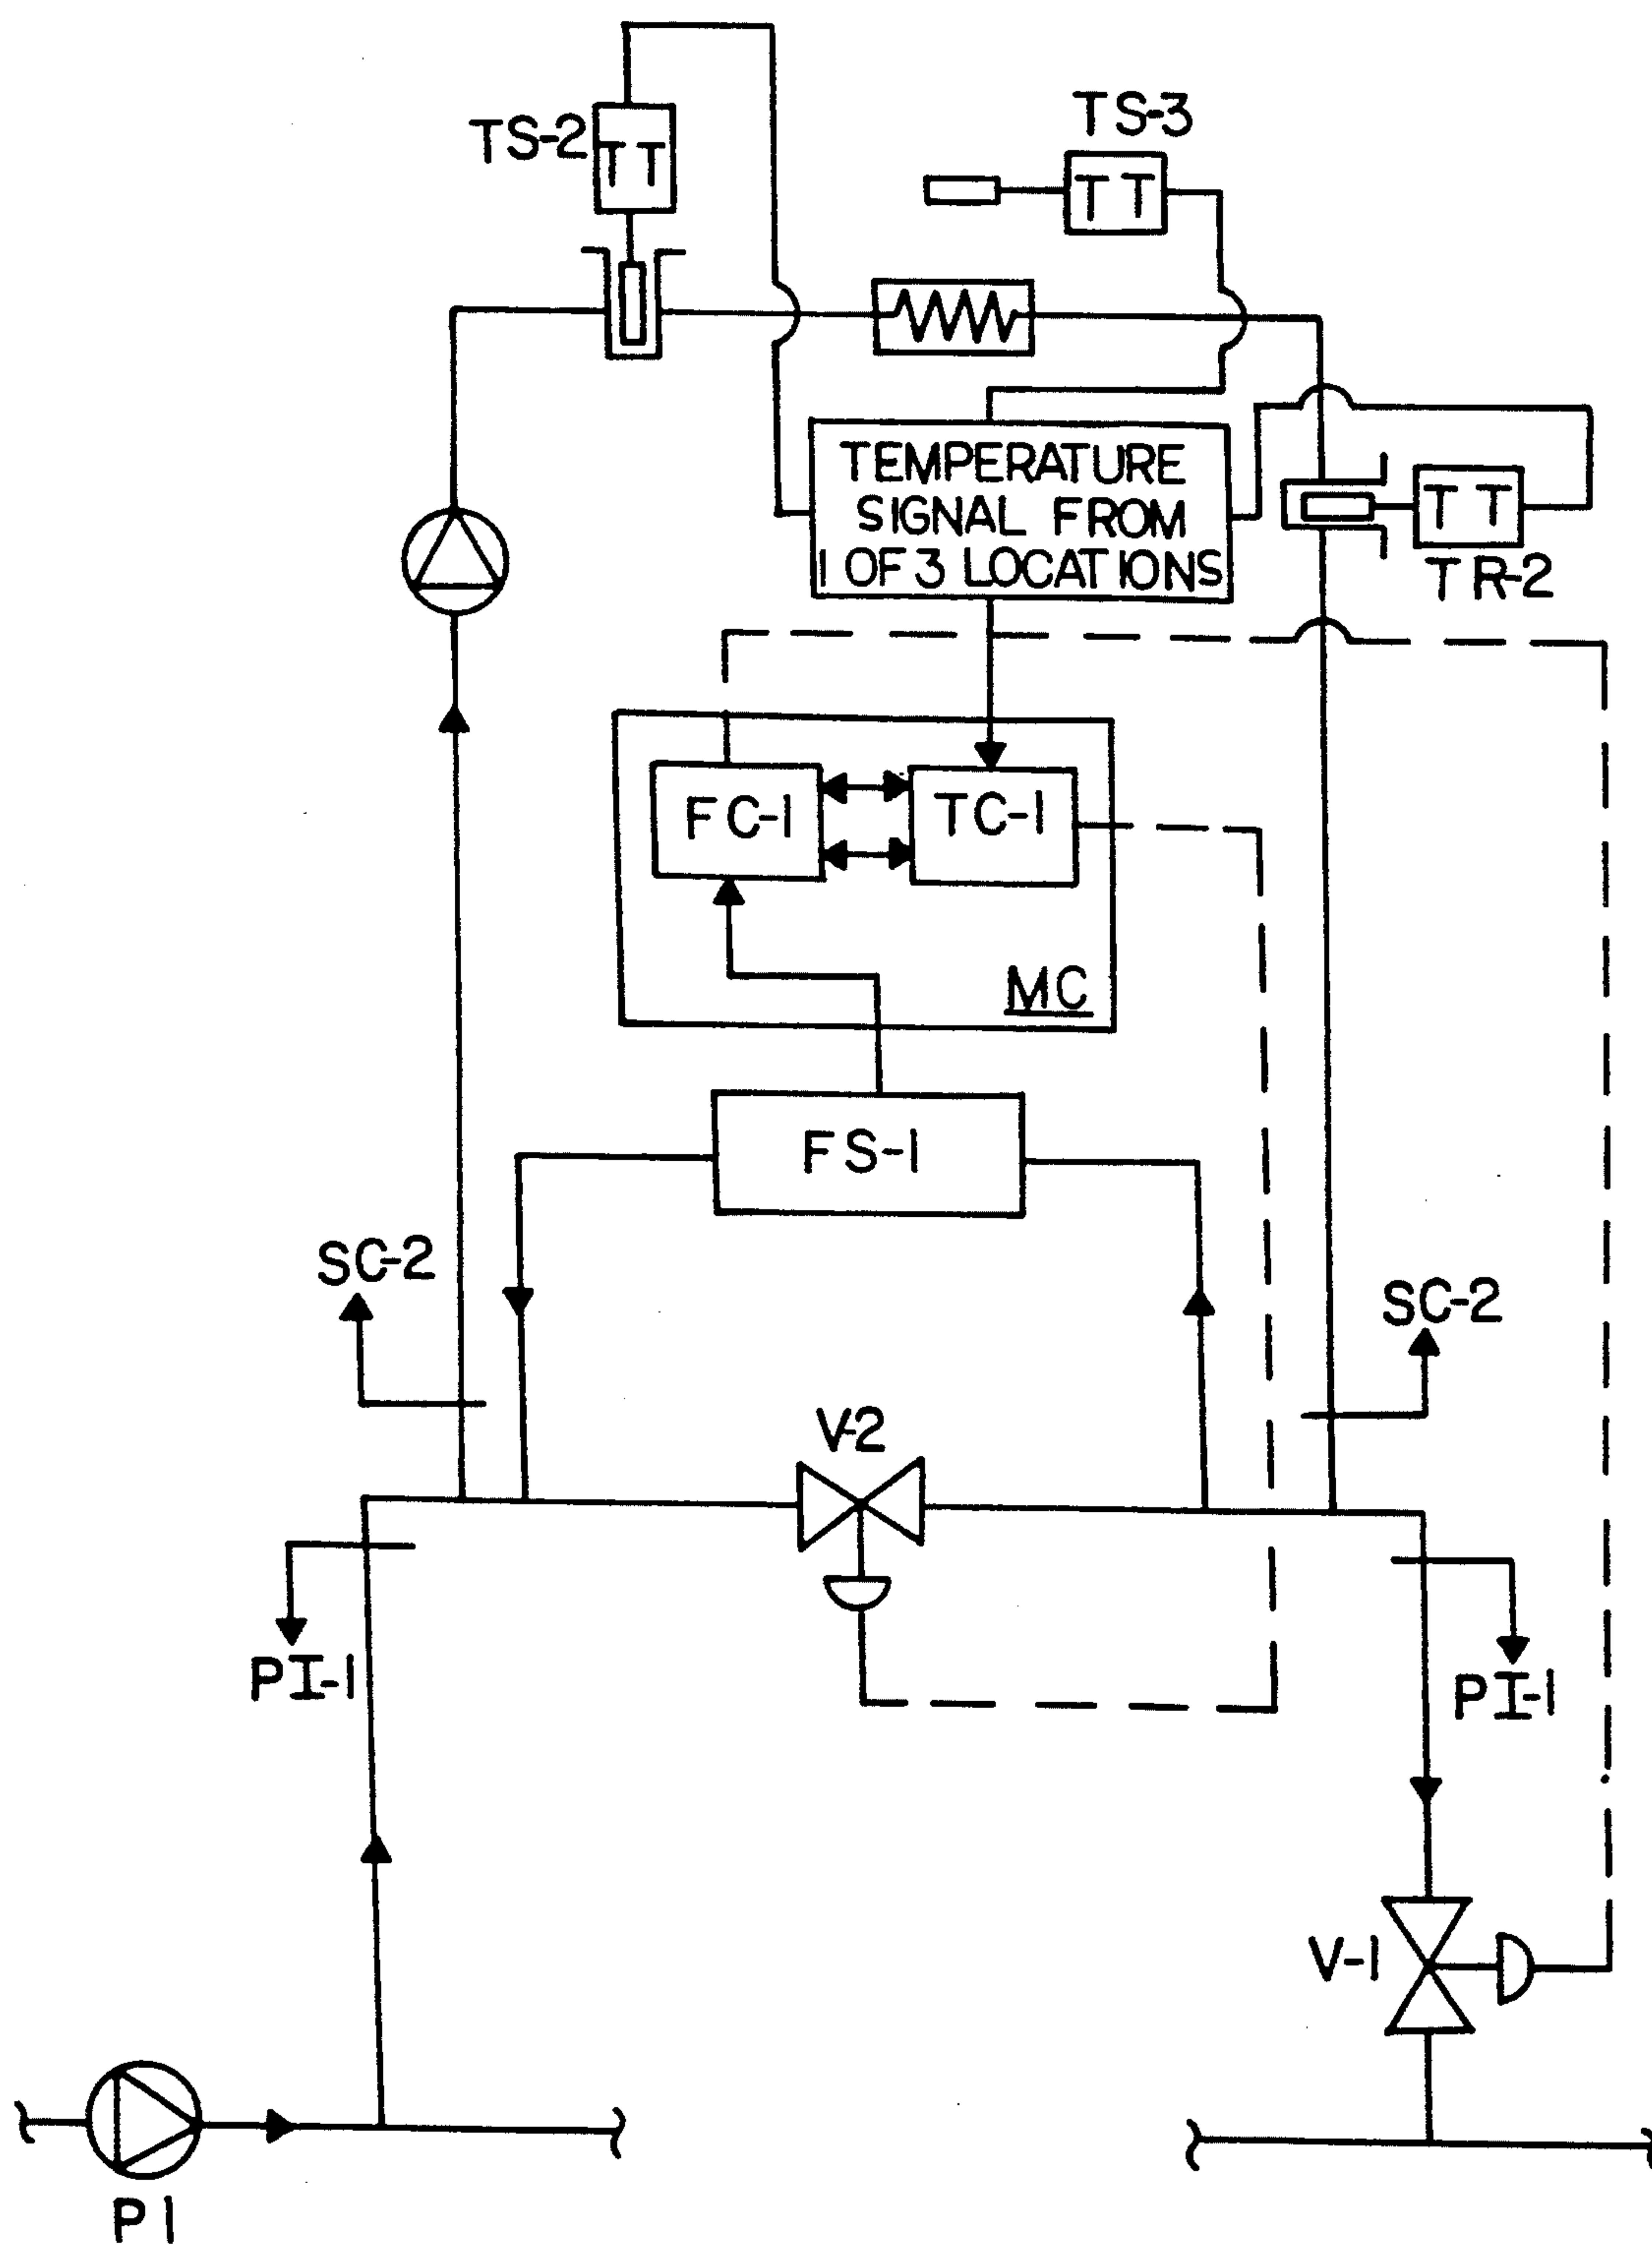 TS-2
TT
TS-3
TT
TEMPERATURE
SIGNAL FROM
1 OF 3 LOCATIONS
TT
TR-2
FC-1
TC-1
MC
FS-1
SC-2
SC-2
V-2
PI-1
PI-1
V-1
P1